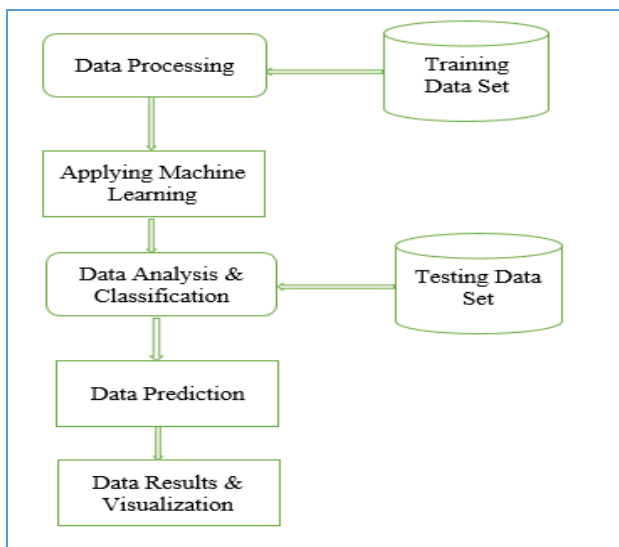 Data Processing
Training
Data Set
Applying Machine
Learning
Data Analysis &
Classification
Testing Data
Set
Data Prediction
Data Results &
Visualization